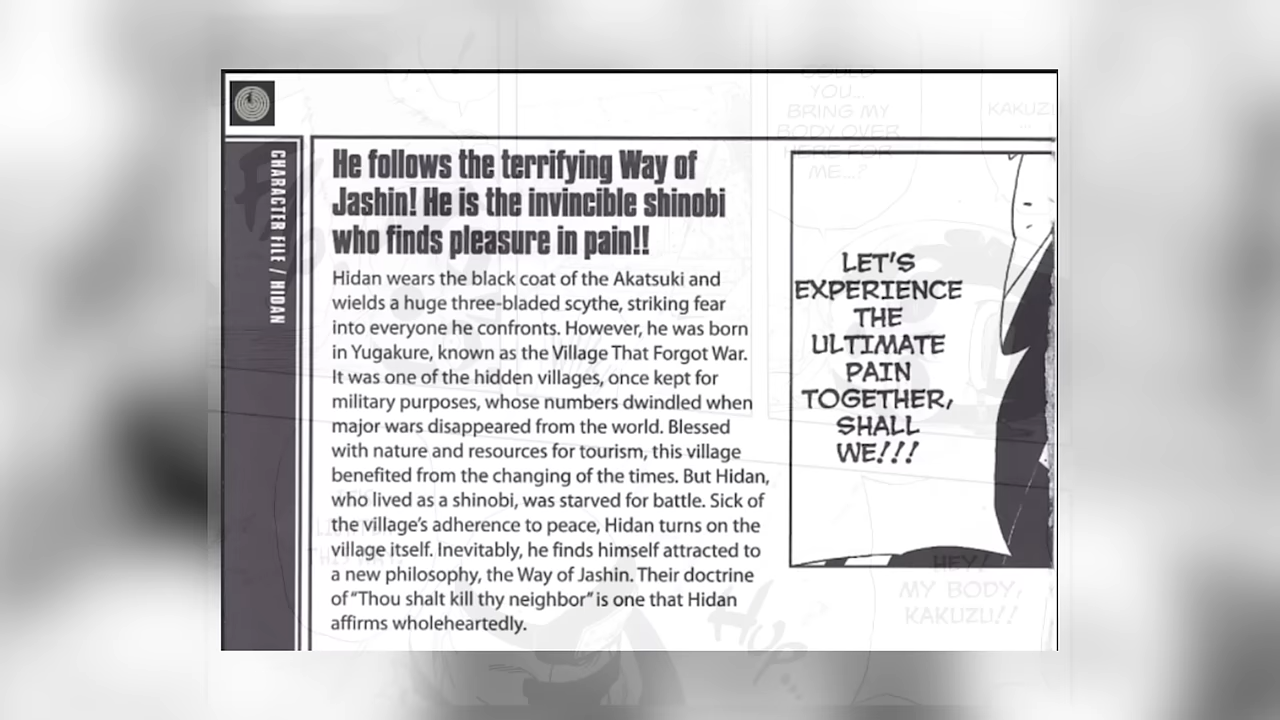 CHARACTER FILE / HIDAN
He follows the terrifying Way of
Jashin! He is the invincible shinobi
who finds pleasure in pain!!
Hidan wears the black coat of the Akatsuki and
wields a huge three-bladed scythe, striking fear
into everyone he confronts. However, he was born
in Yugakure, known as the Village That Forgot War.
It was one of the hidden villages, once kept for
military purposes, whose numbers dwindled when
major wars disappeared from the world. Blessed
with nature and resources for tourism, this village
benefited from the changing of the times. But Hidan,
who lived as a shinobi, was starved for battle. Sick of
the village's adherence to peace, Hidan turns on the
village itself. Inevitably, he finds himself attracted to
a new philosophy, the Way of Jashin. Their doctrine
of "Thou shalt kill thy neighbor" is one that Hidan
affirms wholeheartedly.
LET'S
EXPERIENCE
THE
ULTIMATE
PAIN
TOGETHER,
SHALL
WE!!!
COULD
YOU...
BRING MY
BODY OVER
HERE FOR
ME...?
KAKUZU
...
HEY!
MY BODY,
KAKUZU!!
HUP...